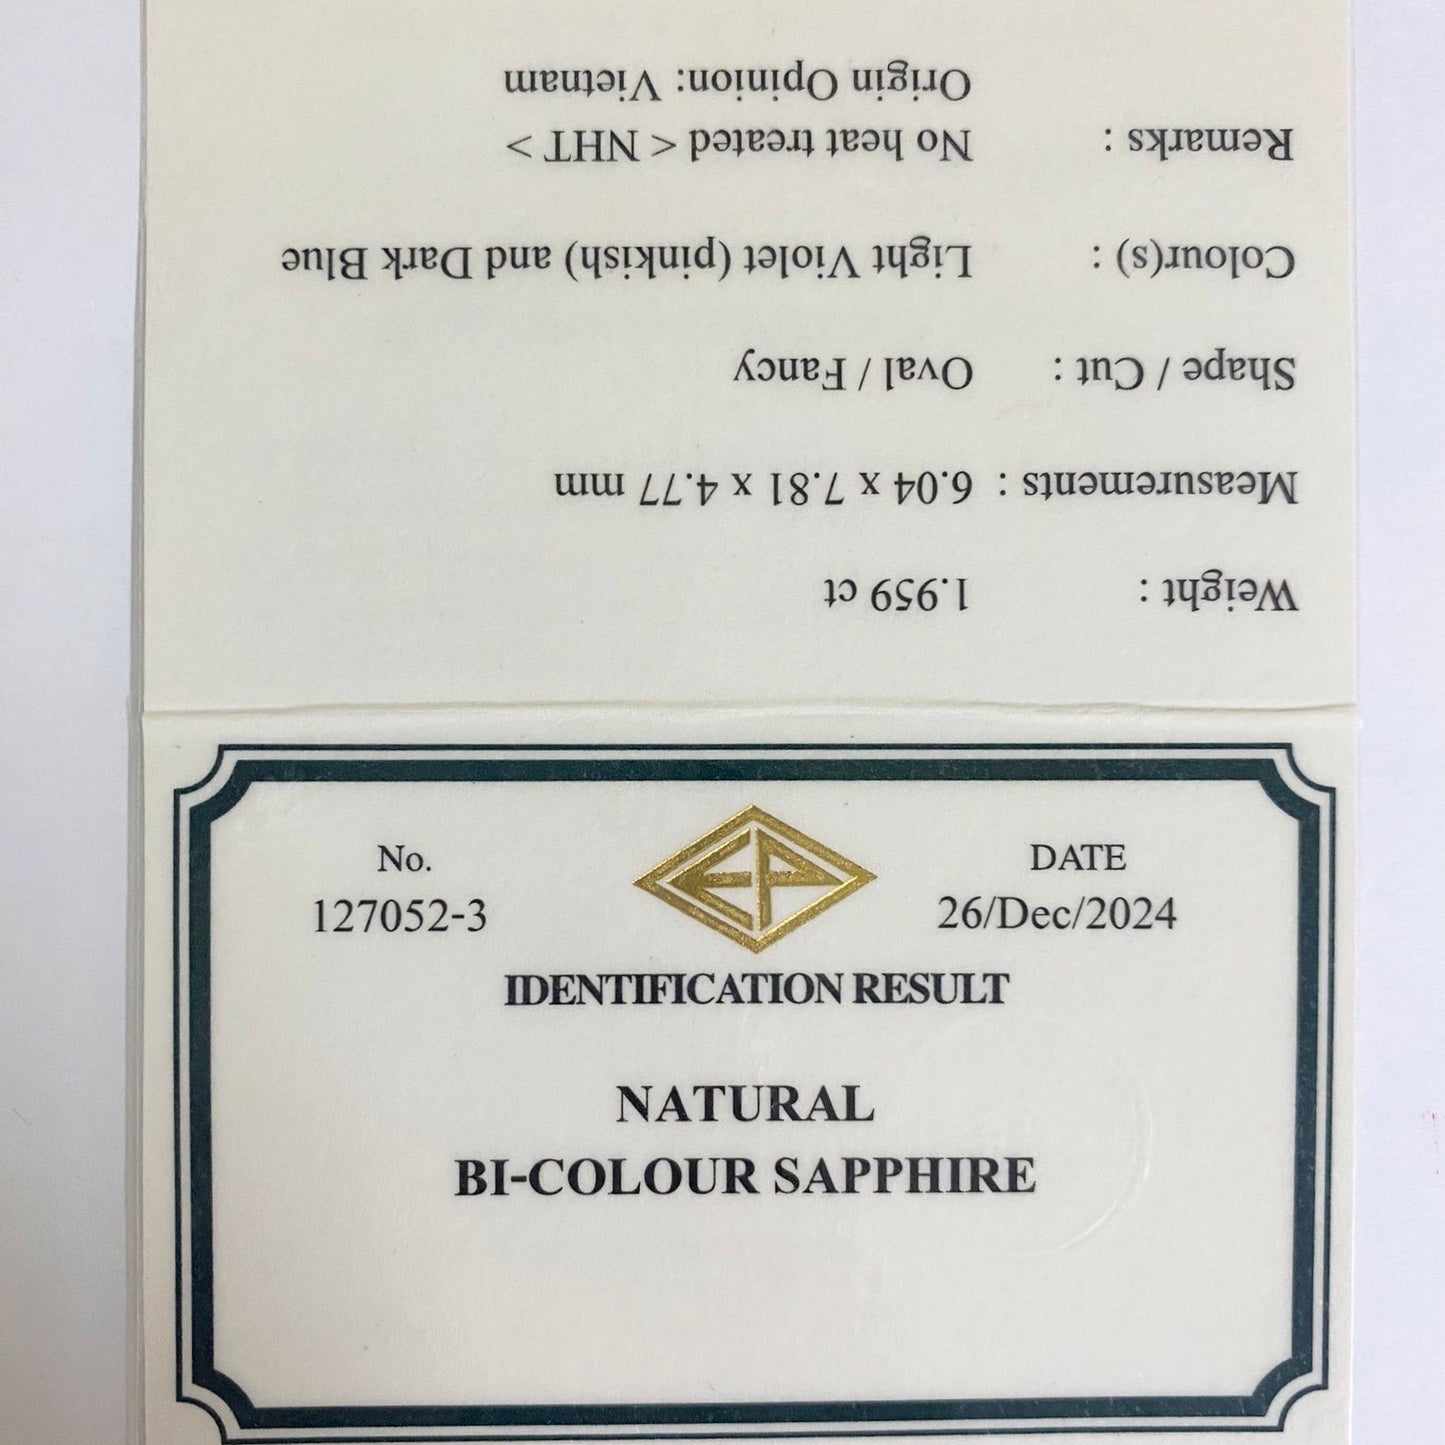 Weight : 1.959 ct
Measurements : 6.04 x 7.81 x 4.77 mm
Shape / Cut : Oval / Fancy
Colour(s) : Light Violet (pinkish) and Dark Blue
Remarks : No heat treated < NHT >
Origin Opinion: Vietnam
No.
127052-3
EP
DATE
26/Dec/2024
IDENTIFICATION RESULT
NATURAL
BI-COLOUR SAPPHIRE